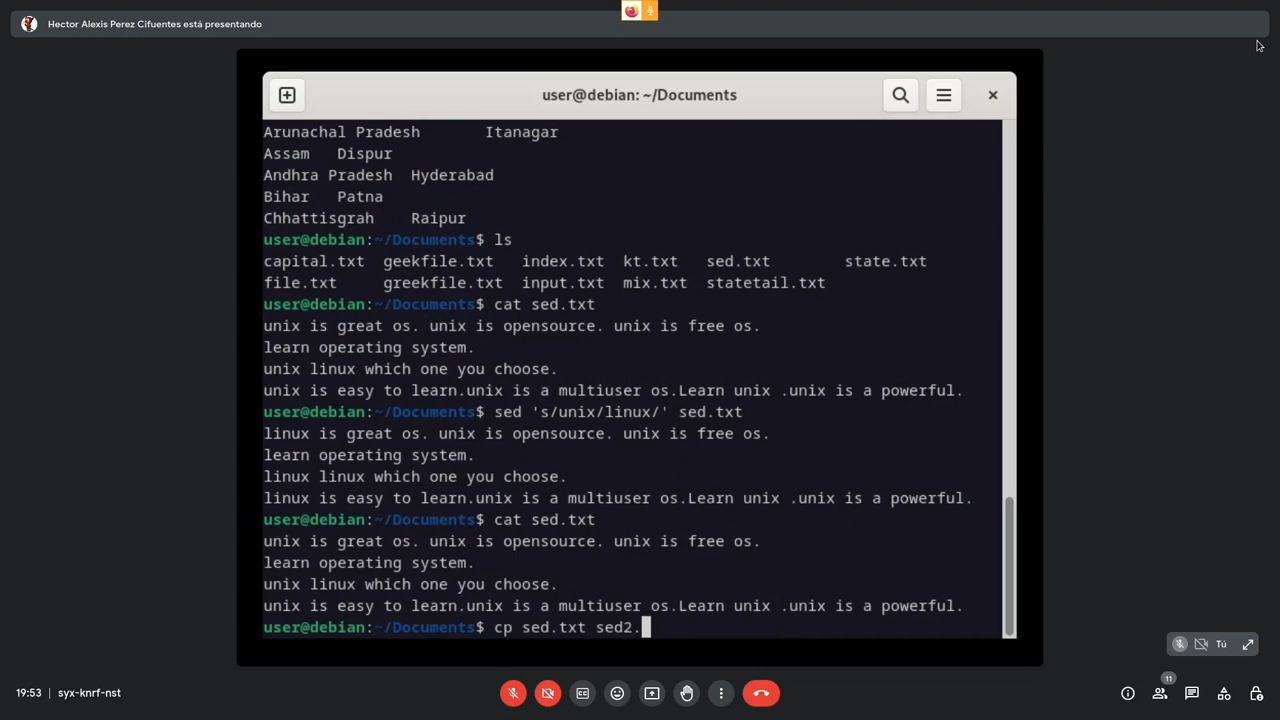 Hector Alexis Perez Cifuentes está presentando
user@debian: ~/Documents
Arunachal Pradesh       Itanagar
Assam   Dispur
Andhra Pradesh  Hyderabad
Bihar   Patna
Chhattisgrah    Raipur
user@debian:~/Documents$ ls
capital.txt  geekfile.txt   index.txt  kt.txt   sed.txt        state.txt
file.txt     greekfile.txt  input.txt  mix.txt  statetail.txt
user@debian:~/Documents$ cat sed.txt
unix is great os. unix is opensource. unix is free os.
learn operating system.
unix linux which one you choose.
unix is easy to learn.unix is a multiuser os.Learn unix .unix is a powerful.
user@debian:~/Documents$ sed 's/unix/linux/' sed.txt
linux is great os. unix is opensource. unix is free os.
learn operating system.
linux linux which one you choose.
linux is easy to learn.unix is a multiuser os.Learn unix .unix is a powerful.
user@debian:~/Documents$ cat sed.txt
unix is great os. unix is opensource. unix is free os.
learn operating system.
unix linux which one you choose.
unix is easy to learn.unix is a multiuser os.Learn unix .unix is a powerful.
user@debian:~/Documents$ cp sed.txt sed2.
Tú
19:53 syx-knrf-nst
11